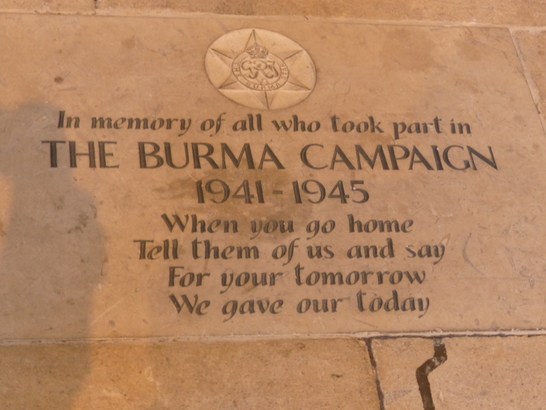 In memory of all who took part in
THE BURMA CAMPAIGN
1941-1945
When you go home
Tell them of us and say
For your tomorrow
We gave our today